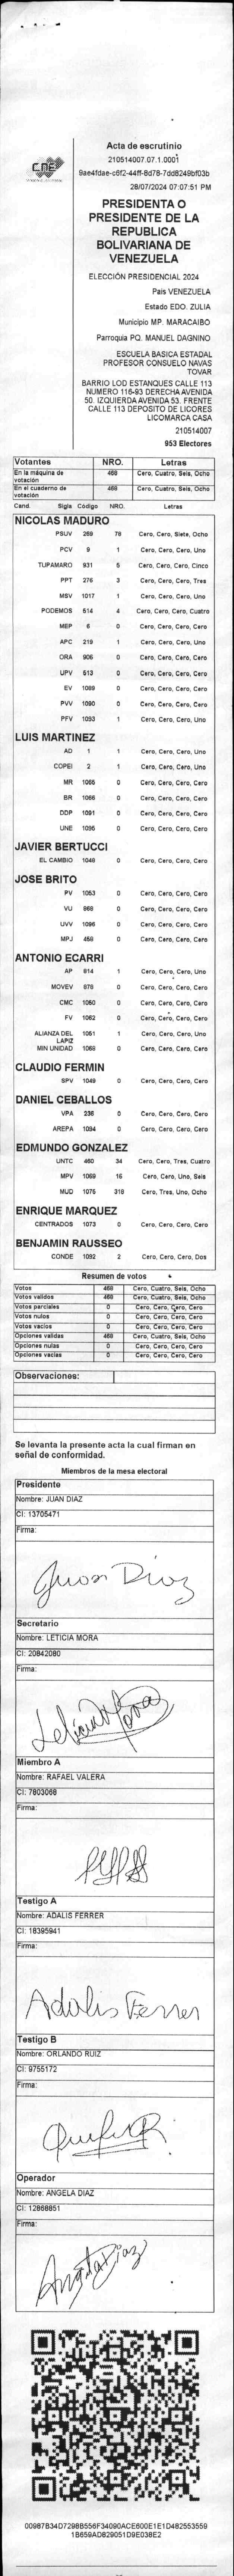 CNE
Acta de escrutinio
210514007.07.1.0001
9ae4fdae-c6f2-44ff-8d78-7dd8249bf03b
28/07/2024 07:07:51 PM
PRESIDENTA O
PRESIDENTE DE LA
REPUBLICA
BOLIVARIANA DE
VENEZUELA
ELECCIÓN PRESIDENCIAL 2024
Pais VENEZUELA
Estado EDO. ZULIA
Municipio MP. MARACAIBO
Parroquia PQ. MANUEL DAGNINO
ESCUELA BASICA ESTADAL
PROFESOR CONSUELO NAVAS
TOVAR
BARRIO LOD ESTANQUES CALLE 113
NUMERO 116-93 DERECHA AVENIDA
50. IZQUIERDA AVENIDA 53. FRENTE
CALLE 113 DEPOSITO DE LICORES
LICOMARCA CASA
210514007
953 Electores
Votantes NRO. Letras
En la máquina de votación 468 Cero, Cuatro, Seis, Ocho
En el cuaderno de votación 468 Cero, Cuatro, Seis, Ocho
Cand. Sigla Código NRO. Letras
NICOLAS MADURO
PSUV 269 78 Cero, Cero, Siete, Ocho
PCV 9 1 Cero, Cero, Cero, Uno
TUPAMARO 931 5 Cero, Cero, Cero, Cinco
PPT 276 3 Cero, Cero, Cero, Tres
MSV 1017 1 Cero, Cero, Cero, Uno
PODEMOS 514 4 Cero, Cero, Cero, Cuatro
MEP 6 0 Cero, Cero, Cero, Cero
APC 219 1 Cero, Cero, Cero, Uno
ORA 906 0 Cero, Cero, Cero, Cero
UPV 513 0 Cero, Cero, Cero, Cero
EV 1089 0 Cero, Cero, Cero, Cero
PVV 1090 0 Cero, Cero, Cero, Cero
PFV 1093 1 Cero, Cero, Cero, Uno
LUIS MARTINEZ
AD 1 1 Cero, Cero, Cero, Uno
COPEI 2 1 Cero, Cero, Cero, Uno
MR 1065 0 Cero, Cero, Cero, Cero
BR 1066 0 Cero, Cero, Cero, Cero
DDP 1091 0 Cero, Cero, Cero, Cero
UNE 1095 0 Cero, Cero, Cero, Cero
JAVIER BERTUCCI
EL CAMBIO 1046 0 Cero, Cero, Cero, Cero
JOSE BRITO
PV 1053 0 Cero, Cero, Cero, Cero
VU 868 0 Cero, Cero, Cero, Cero
UVV 1096 0 Cero, Cero, Cero, Cero
MPJ 459 0 Cero, Cero, Cero, Cero
ANTONIO ECARRI
AP 814 1 Cero, Cero, Cero, Uno
MOVEV 878 0 Cero, Cero, Cero, Cero
CMC 1050 0 Cero, Cero, Cero, Cero
FV 1062 0 Cero, Cero, Cero, Cero
ALIANZA DEL LAPIZ 1051 1 Cero, Cero, Cero, Uno
MIN UNIDAD 1068 0 Cero, Cero, Cero, Cero
CLAUDIO FERMIN
SPV 1049 0 Cero, Cero, Cero, Cero
DANIEL CEBALLOS
VPA 236 0 Cero, Cero, Cero, Cero
AREPA 1094 0 Cero, Cero, Cero, Cero
EDMUNDO GONZALEZ
UNTC 460 34 Cero, Cero, Tres, Cuatro
MPV 1069 16 Cero, Cero, Uno, Seis
MUD 1075 318 Cero, Tres, Uno, Ocho
ENRIQUE MARQUEZ
CENTRADOS 1073 0 Cero, Cero, Cero, Cero
BENJAMIN RAUSSEO
CONDE 1092 2 Cero, Cero, Cero, Dos
Resumen de votos
Votos 468 Cero, Cuatro, Seis, Ocho
Votos validos 468 Cero, Cuatro, Seis, Ocho
Votos parciales 0 Cero, Cero, Cero, Cero
Votos nulos 0 Cero, Cero, Cero, Cero
Votos vacios 0 Cero, Cero, Cero, Cero
Opciones validas 468 Cero, Cuatro, Seis, Ocho
Opciones nulas 0 Cero, Cero, Cero, Cero
Opciones vacias 0 Cero, Cero, Cero, Cero
Observaciones:
Se levanta la presente acta la cual firman en
señal de conformidad.
Miembros de la mesa electoral
Presidente
Nombre: JUAN DIAZ
CI: 13705471
Firma:
Juan Diaz
Secretario
Nombre: LETICIA MORA
CI: 20842080
Firma:
Leticia Mora
Miembro A
Nombre: RAFAEL VALERA
CI: 7803068
Firma:
Testigo A
Nombre: ADALIS FERRER
CI: 18395941
Firma:
Adalis Ferrer
Testigo B
Nombre: ORLANDO RUIZ
CI: 9755172
Firma:
Operador
Nombre: ANGELA DIAZ
CI: 12868851
Firma:
Angela Diaz
00987B34D7298B556F34090ACE600E1E1D482553559
1B659AD829051D9E038E2